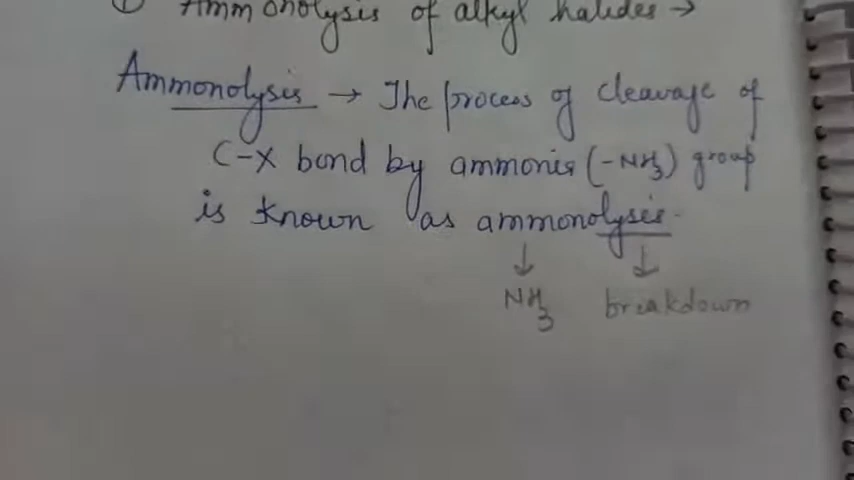 ① Ammonolysis of alkyl halides →
Ammonolysis → The process of cleavage of
C-X bond by ammonia (-NH3) group
is known as ammonolysis.
↓ ↓
NH3 breakdown